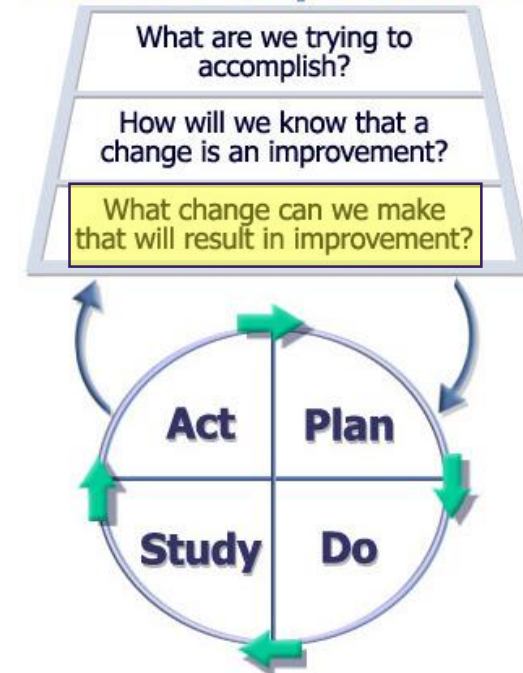 What are we trying to
accomplish?
How will we know that a
change is an improvement?
What change can we make
that will result in improvement?
Act
Plan
Study
Do